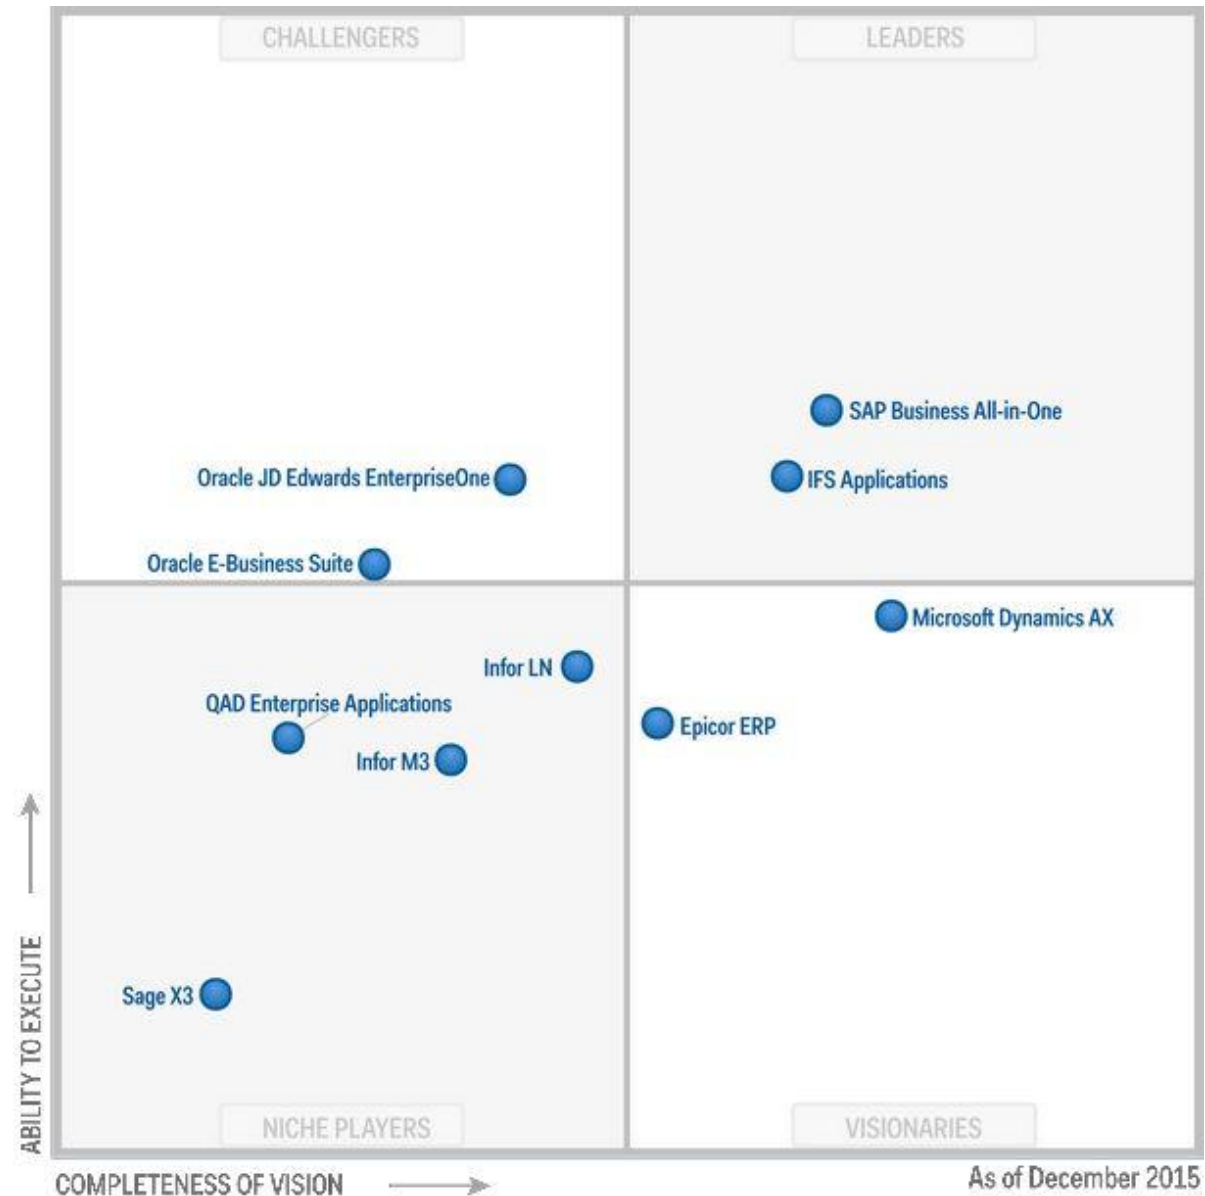 CHALLENGERS
LEADERS
SAP Business All-in-One
Oracle JD Edwards EnterpriseOne
IFS Applications
Oracle E-Business Suite
Microsoft Dynamics AX
Infor LN
QAD Enterprise Applications
Epicor ERP
Infor M3
Sage X3
NICHE PLAYERS
VISIONARIES
ABILITY TO EXECUTE
COMPLETENESS OF VISION
As of December 2015